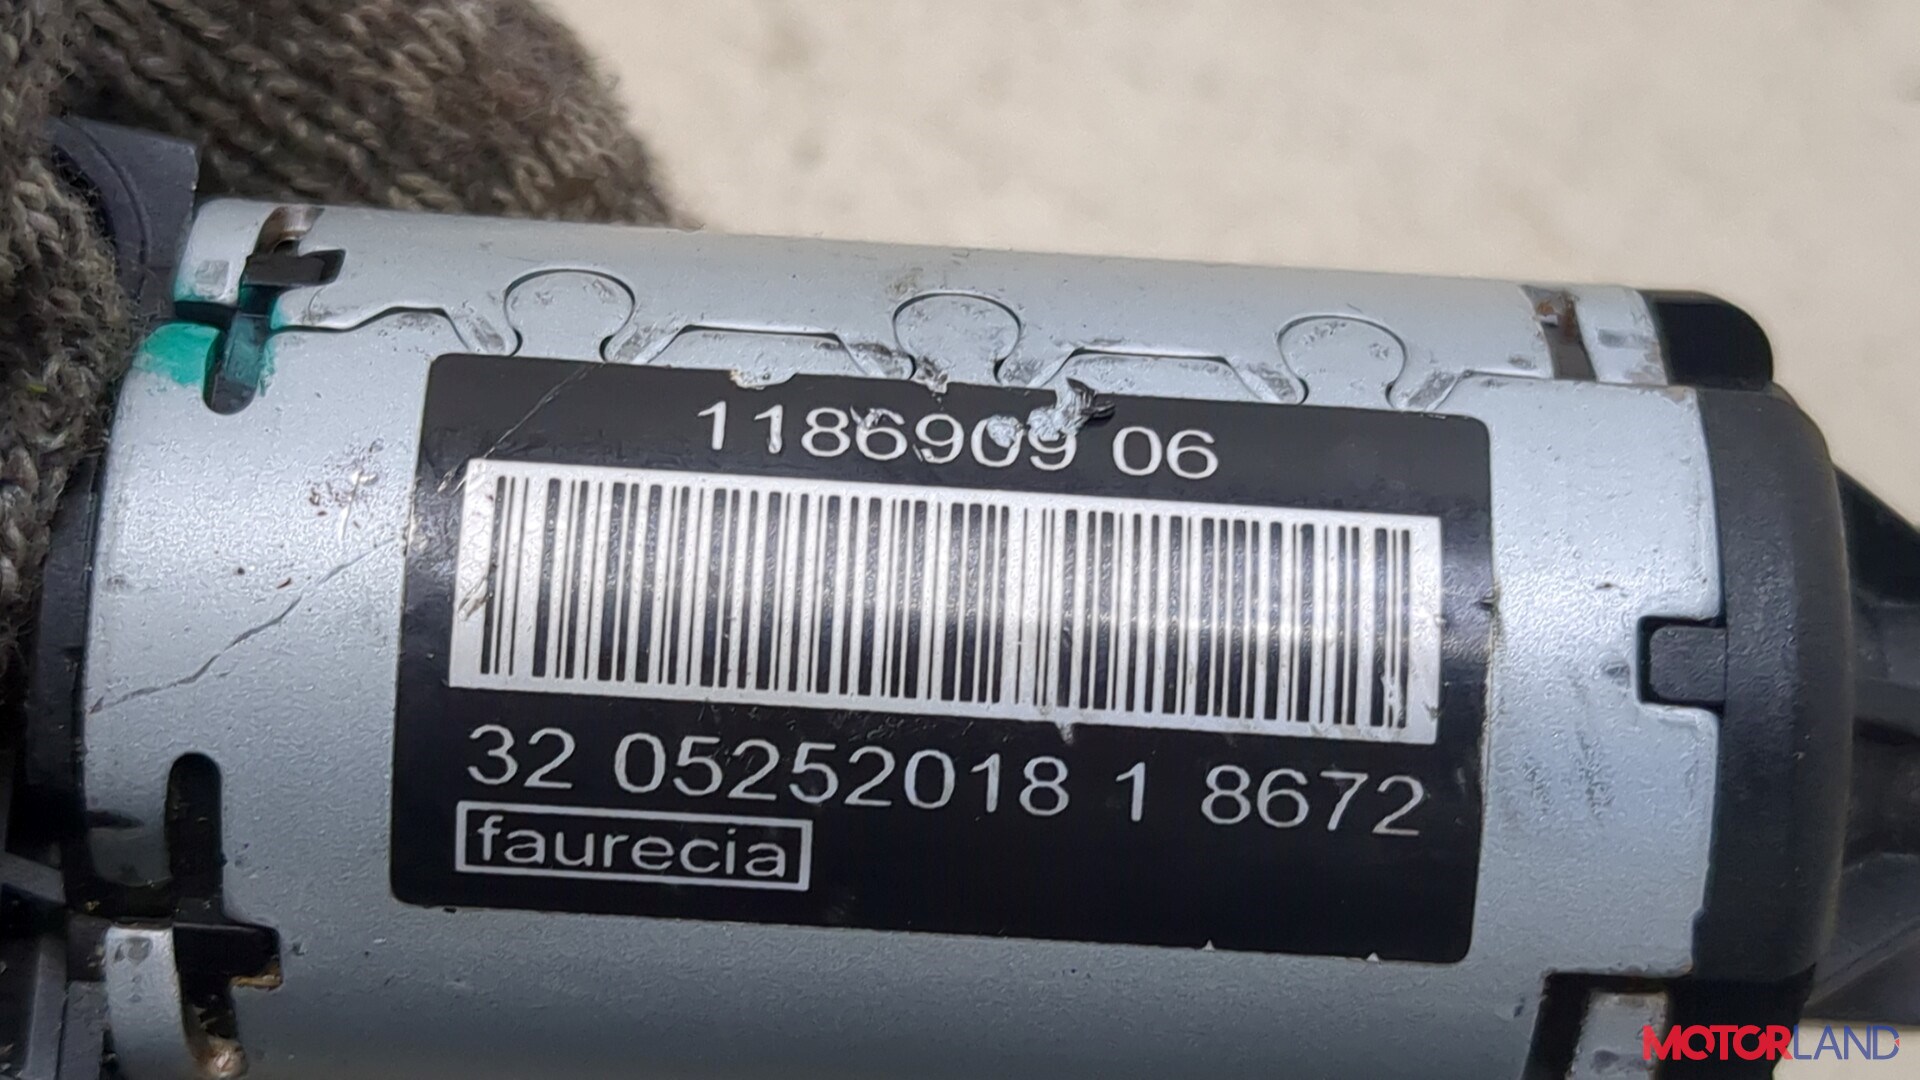 1186909 06
32 05252018 1 8672
faurecia
MOTORLAND